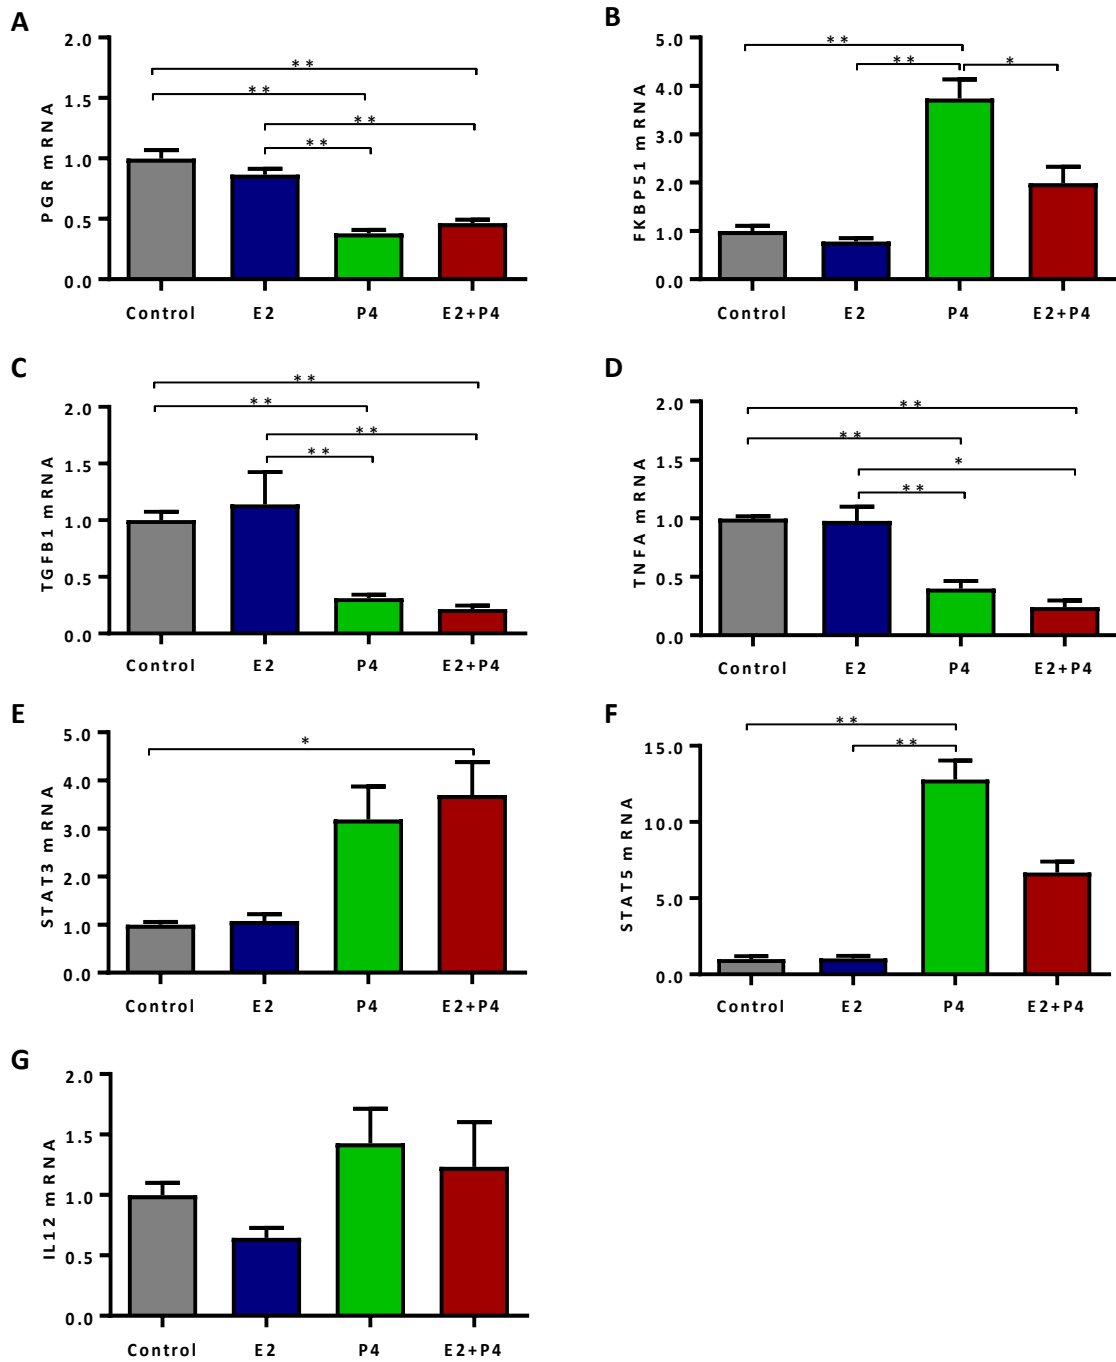 A
PGR mRNA
2.0
1.5
1.0
0.5
0.0
**
**
**
**
Control E2 P4 E2+P4
B
FKBP51 mRNA
5.0
4.0
3.0
2.0
1.0
0.0
**
** *
Control E2 P4 E2+P4
C
TGFB1 mRNA
2.0
1.5
1.0
0.5
0.0
**
**
**
**
Control E2 P4 E2+P4
D
TNFA mRNA
2.0
1.5
1.0
0.5
0.0
**
**
*
**
Control E2 P4 E2+P4
E
STAT3 mRNA
5.0
4.0
3.0
2.0
1.0
0.0
*
Control E2 P4 E2+P4
F
STAT5 mRNA
15.0
10.0
5.0
0.0
**
**
Control E2 P4 E2+P4
G
IL12 mRNA
2.0
1.5
1.0
0.5
0.0
Control E2 P4 E2+P4